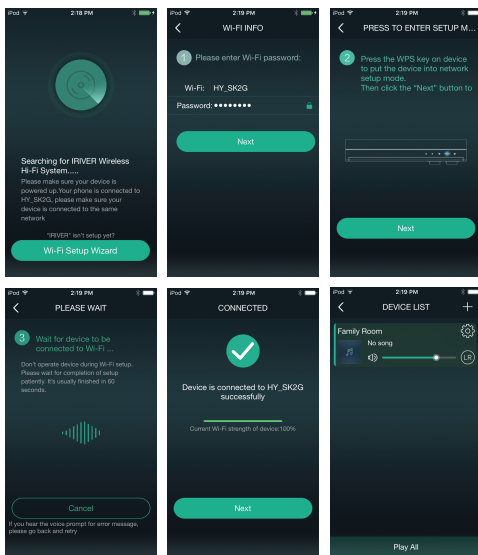 iPod 2:18 PM
Searching for IRIVER Wireless
Hi-Fi System.....
Please make sure your device is
powered up.Your phone is connected to
HY_SK2G, please make sure your
device is connected to the same
network
"IRIVER" isn't setup yet?
Wi-Fi Setup Wizard
iPod 2:19 PM
WI-FI INFO
1 Please enter Wi-Fi password:
Wi-Fi: HY_SK2G
Password: ●●●●●●●●
Next
iPod 2:19 PM
PRESS TO ENTER SETUP M...
2 Press the WPS key on device
to put the device into network
setup mode.
Then click the "Next" button to
Next
iPod 2:19 PM
PLEASE WAIT
3 Wait for device to be
connected to Wi-Fi ...
Don't operate device during Wi-Fi setup.
Please wait for completion of setup
patiently. It's usually finished in 60
seconds.
Cancel
If you hear the voice prompt for error message,
please go back and retry
iPod 2:19 PM
CONNECTED
Device is connected to HY_SK2G
successfully
Current Wi-Fi strength of device:100%
Next
iPod 2:19 PM
DEVICE LIST
Family Room
No song
LR
Play All